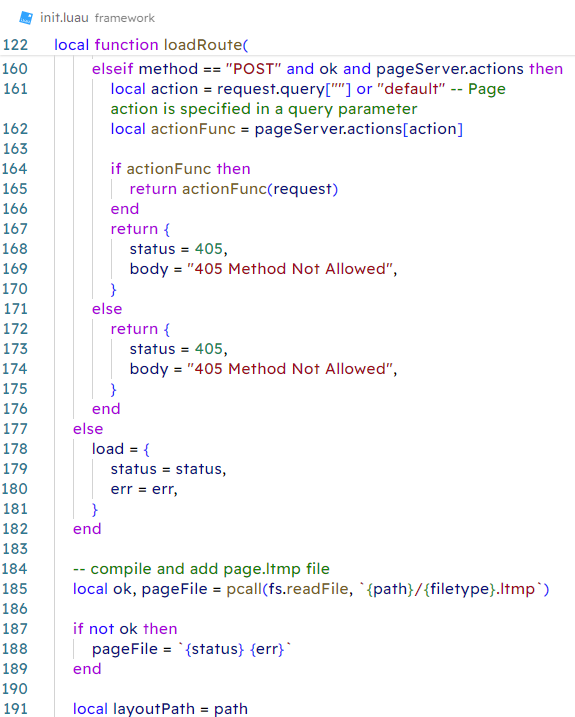 init.luau framework
122 local function loadRoute(
160 elseif method == "POST" and ok and pageServer.actions then
161 local action = request.query[""] or "default" -- Page
action is specified in a query parameter
162 local actionFunc = pageServer.actions[action]
163
164 if actionFunc then
165 return actionFunc(request)
166 end
167 return {
168 status = 405,
169 body = "405 Method Not Allowed",
170 }
171 else
172 return {
173 status = 405,
174 body = "405 Method Not Allowed",
175 }
176 end
177 else
178 load = {
179 status = status,
180 err = err,
181 }
182 end
183
184 -- compile and add page.ltmp file
185 local ok, pageFile = pcall(fs.readFile, `{path}/{filetype}.ltmp`)
186
187 if not ok then
188 pageFile = `{status} {err}`
189 end
190
191 local layoutPath = path